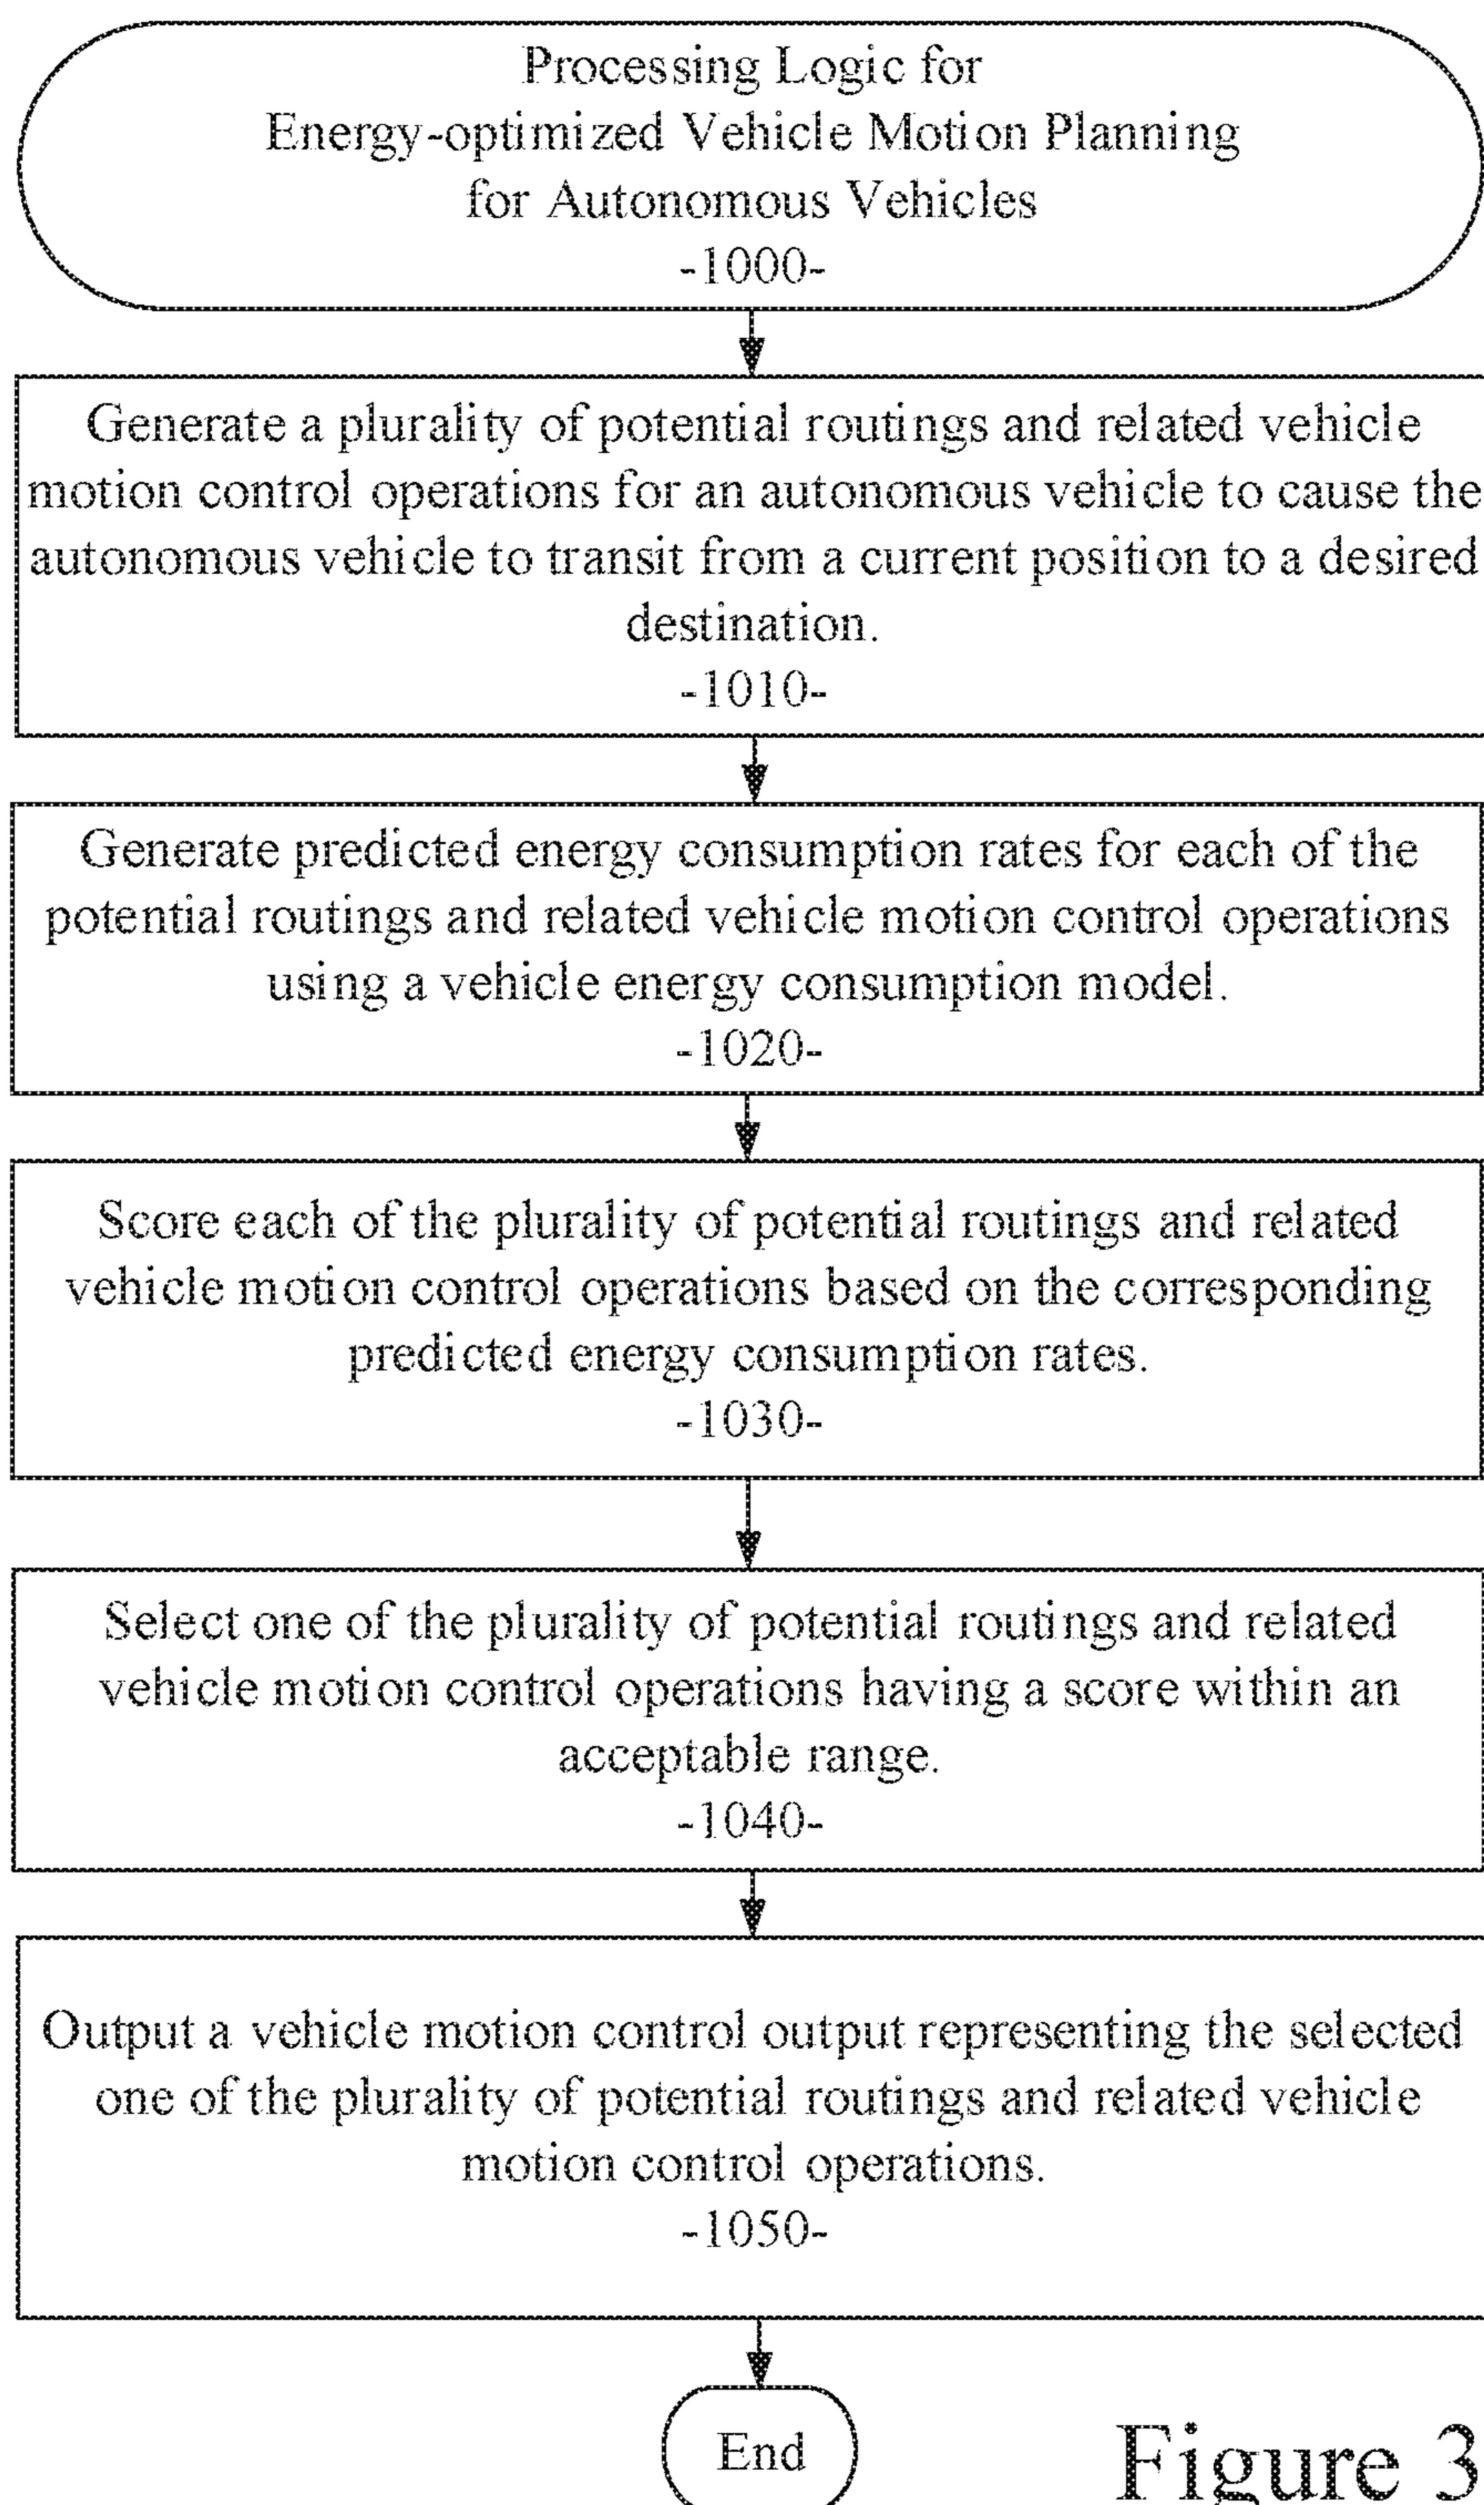 Processing Logic for
Energy-optimized Vehicle Motion Planning
for Autonomous Vehicles
-1000-
Generate a plurality of potential routings and related vehicle
motion control operations for an autonomous vehicle to cause the
autonomous vehicle to transit from a current position to a desired
destination.
-1010-
Generate predicted energy consumption rates for each of the
potential routings and related vehicle motion control operations
using a vehicle energy consumption model.
-1020-
Score each of the plurality of potential routings and related
vehicle motion control operations based on the corresponding
predicted energy consumption rates.
-1030-
Select one of the plurality of potential routings and related
vehicle motion control operations having a score within an
acceptable range.
-1040-
Output a vehicle motion control output representing the selected
one of the plurality of potential routings and related vehicle
motion control operations.
-1050-
End
Figure 3